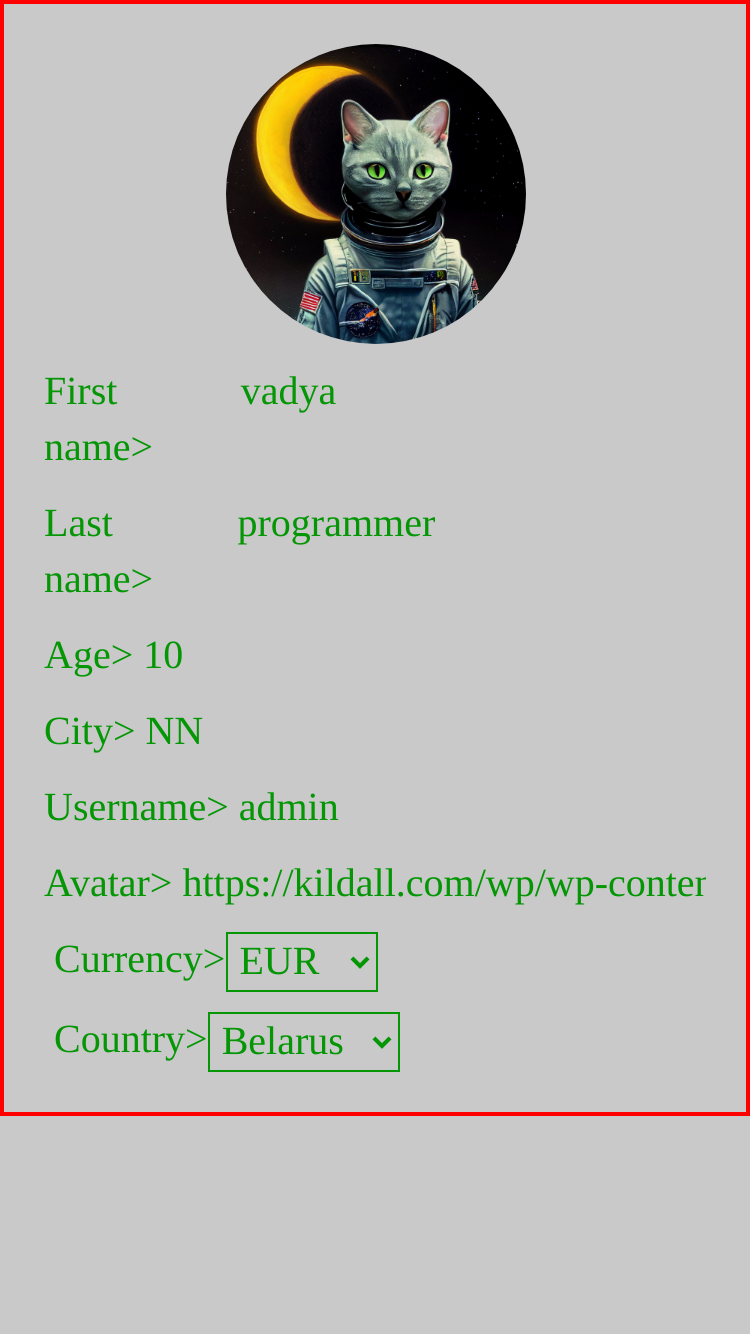 First vadya
name>
Last programmer
name>
Age> 10
City> NN
Username> admin
Avatar> https://kildall.com/wp/wp-conter
Currency> EUR
Country> Belarus